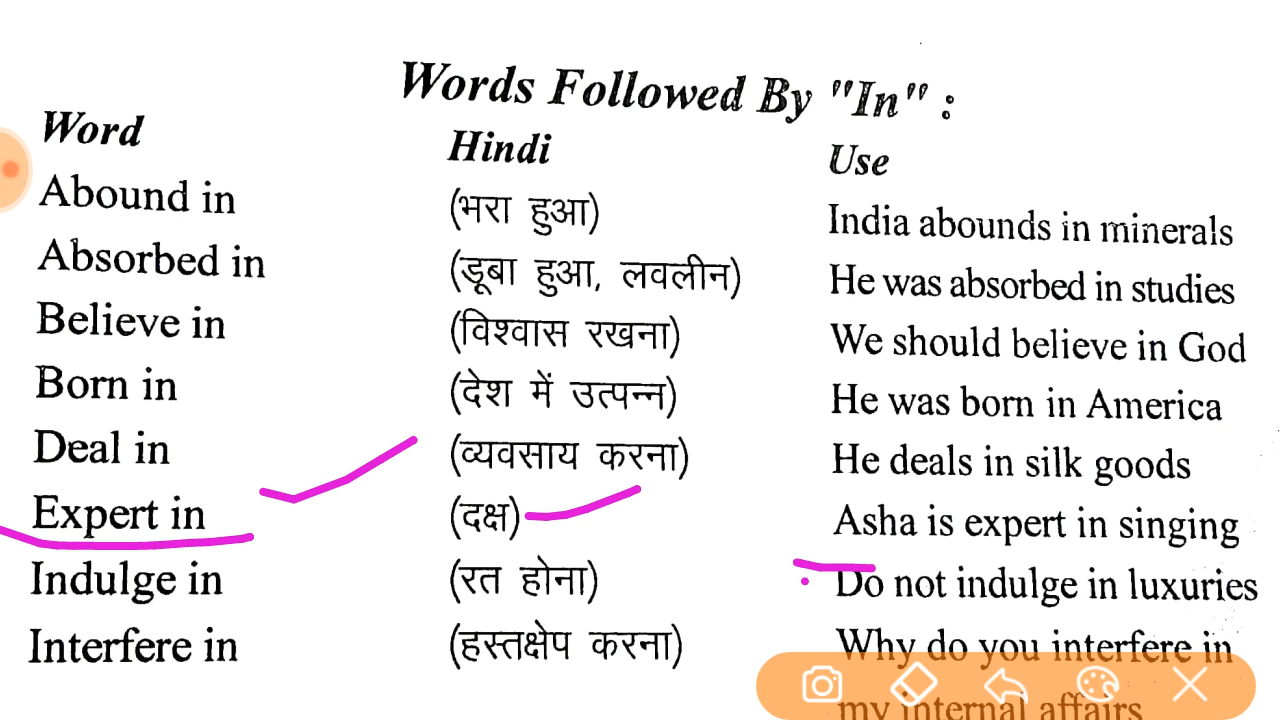 Words Followed By "In" :
Word Hindi Use
Abound in (भरा हुआ) India abounds in minerals
Absorbed in (डूबा हुआ, लवलीन) He was absorbed in studies
Believe in (विश्वास रखना) We should believe in God
Born in (देश में उत्पन्न) He was born in America
Deal in (व्यवसाय करना) He deals in silk goods
Expert in (दक्ष) Asha is expert in singing
Indulge in (रत होना) Do not indulge in luxuries
Interfere in (हस्तक्षेप करना) Why do you interfere in
my internal affairs